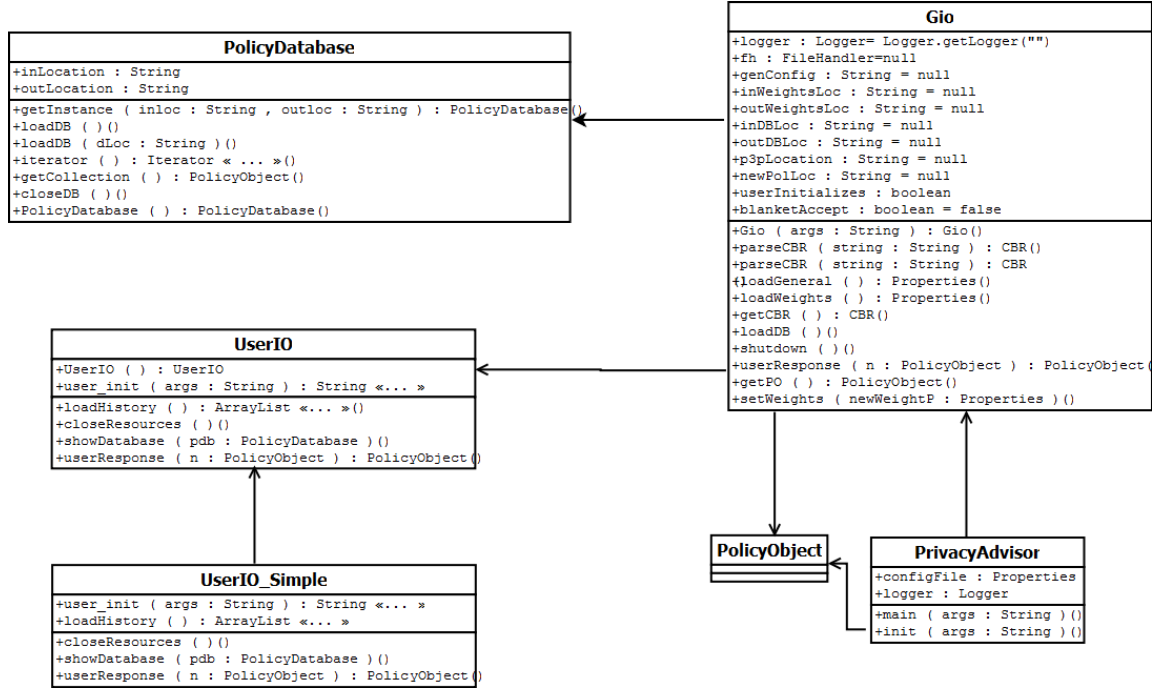 PolicyDatabase
+inLocation : String
+outLocation : String
+getInstance ( inloc : String , outloc : String ) : PolicyDatabase()
+loadDB ( )()
+loadDB ( dLoc : String )()
+iterator ( ) : Iterator « ... »()
+getCollection ( ) : PolicyObject()
+closeDB ( )()
+PolicyDatabase ( ) : PolicyDatabase()
Gio
+logger : Logger= Logger.getLogger("")
+fh : FileHandler=null
+genConfig : String = null
+inWeightsLoc : String = null
+outWeightsLoc : String = null
+inDBLoc : String = null
+outDBLoc : String = null
+p3pLocation : String = null
+newPolLoc : String = null
+userInitializes : boolean
+blanketAccept : boolean = false
+Gio ( args : String ) : Gio()
+parseCBR ( string : String ) : CBR()
+parseCBR ( string : String ) : CBR
()
+loadGeneral ( ) : Properties()
+loadWeights ( ) : Properties()
+getCBR ( ) : CBR()
+loadDB ( )()
+shutdown ( )()
+userResponse ( n : PolicyObject ) : PolicyObject()
+getPO ( ) : PolicyObject()
+setWeights ( newWeightP : Properties )()
UserIO
+UserIO ( ) : UserIO
+user_init ( args : String ) : String «... »
+loadHistory ( ) : ArrayList «... »()
+closeResources ( )()
+showDatabase ( pdb : PolicyDatabase )()
+userResponse ( n : PolicyObject ) : PolicyObject()
UserIO_Simple
+user_init ( args : String ) : String «... »
+loadHistory ( ) : ArrayList «... »
+closeResources ( )()
+showDatabase ( pdb : PolicyDatabase )()
+userResponse ( n : PolicyObject ) : PolicyObject()
PolicyObject
PrivacyAdvisor
+configFile : Properties
+logger : Logger
+main ( args : String )()
+init ( args : String )()